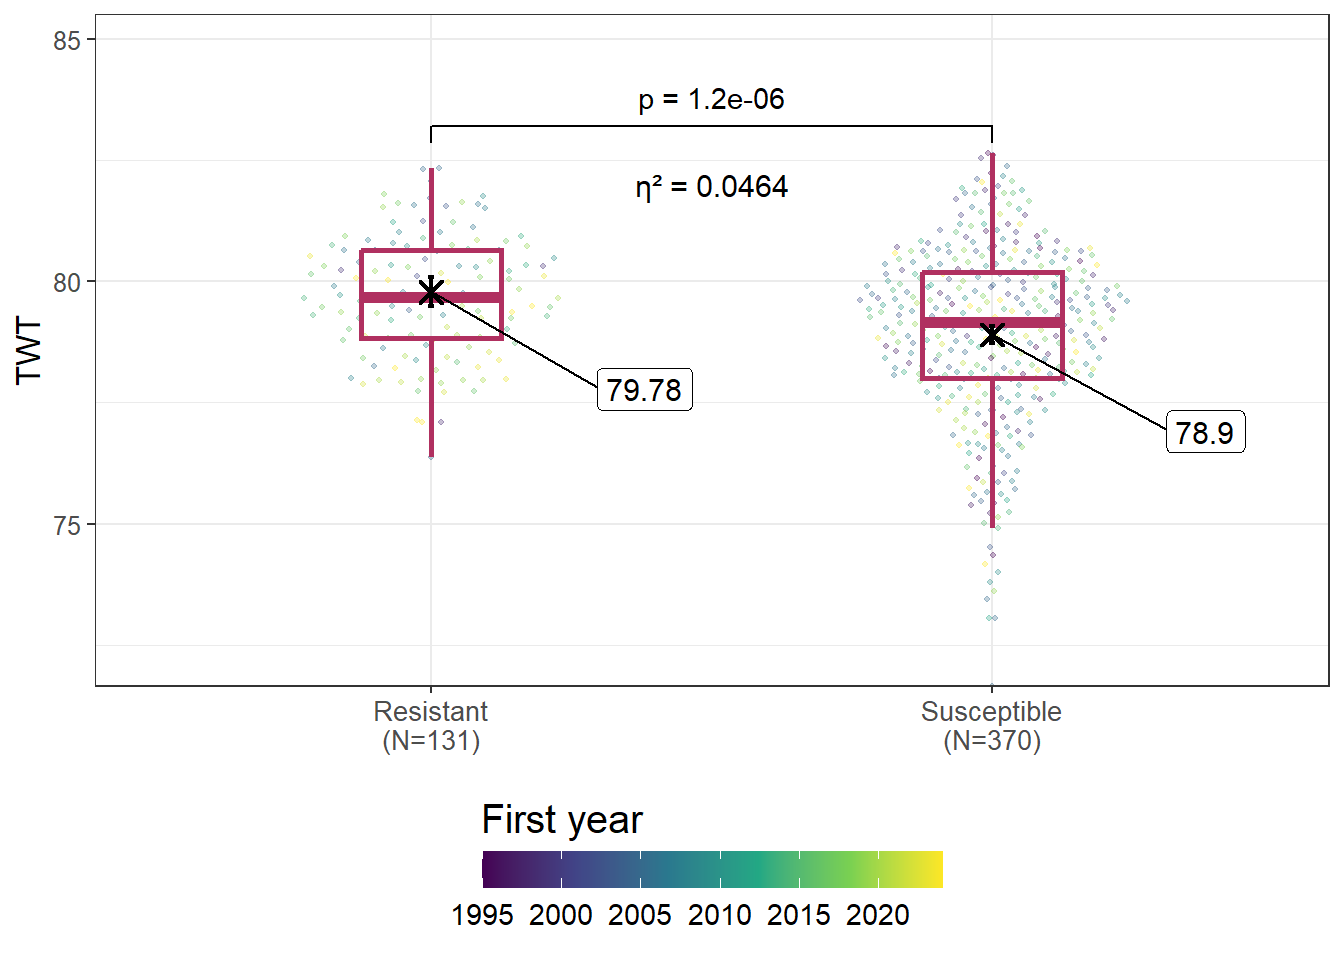 85
p = 1.2e-06
η² = 0.0464
80
TWT
79.78
78.9
75
Resistant
(N=131)
Susceptible
(N=370)
First year
1995 2000 2005 2010 2015 2020